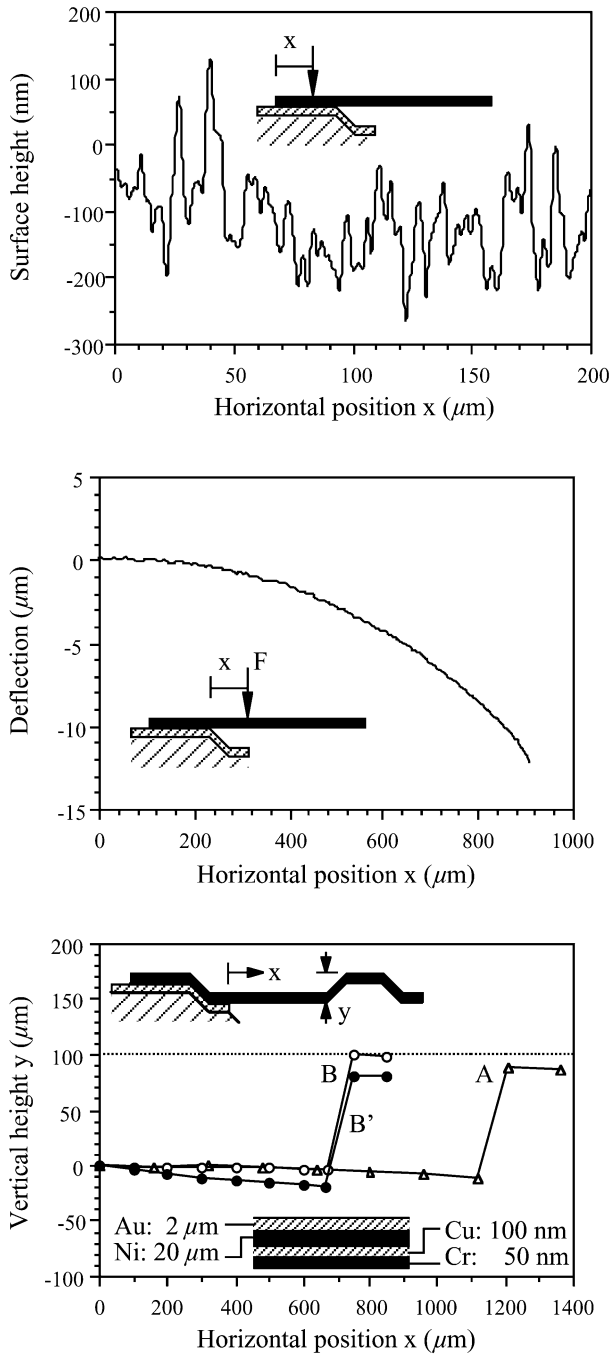 200
100
0
-100
-200
-300
Surface height (nm)
x
0 50 100 150 200
Horizontal position x (μm)
5
0
-5
-10
-15
Deflection (μm)
x F
0 200 400 600 800 1000
Horizontal position x (μm)
200
150
100
50
0
-50
-100
Vertical height y (μm)
x
y
B
A
B’
Au: 2 μm
Ni: 20 μm
Cu: 100 nm
Cr: 50 nm
0 200 400 600 800 1000 1200 1400
Horizontal position x (μm)